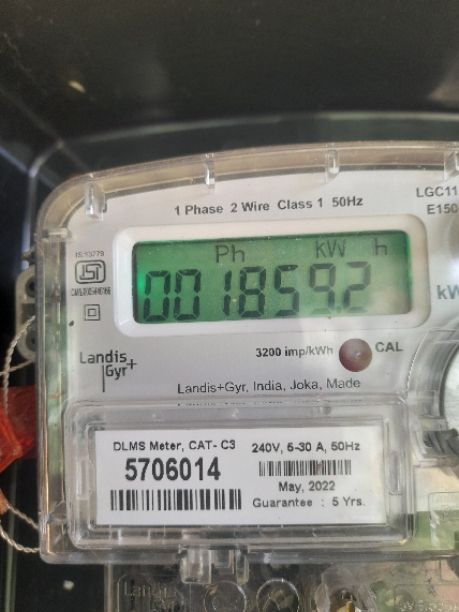 LGC11
1 Phase 2 Wire Class 1 50Hz
E150
IS:13779
Ph kW h
001859.2
Landis+
Gyr
3200 imp/kWh CAL
Landis+Gyr, India, Joka, Made
DLMS Meter, CAT- C3 240V, 5-30 A, 50Hz
5706014
May, 2022
Guarantee : 5 Yrs.